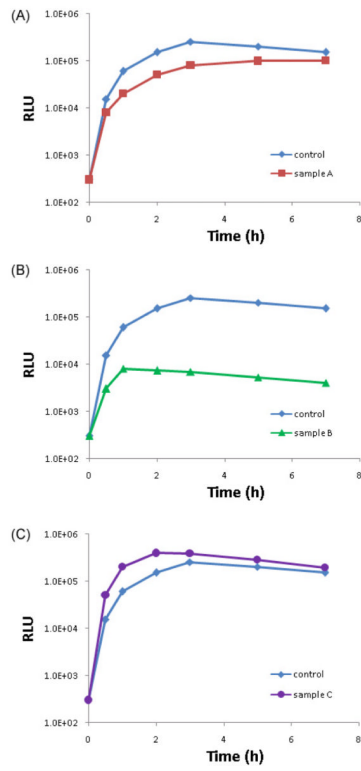 (A)
1.0E+06
1.0E+05
1.0E+04
1.0E+03
1.0E+02
RLU
control
sample A
0 2 4 6 8
Time (h)
(B)
1.0E+06
1.0E+05
1.0E+04
1.0E+03
1.0E+02
RLU
control
sample B
0 2 4 6 8
Time (h)
(C)
1.0E+06
1.0E+05
1.0E+04
1.0E+03
1.0E+02
RLU
control
sample C
0 2 4 6 8
Time (h)